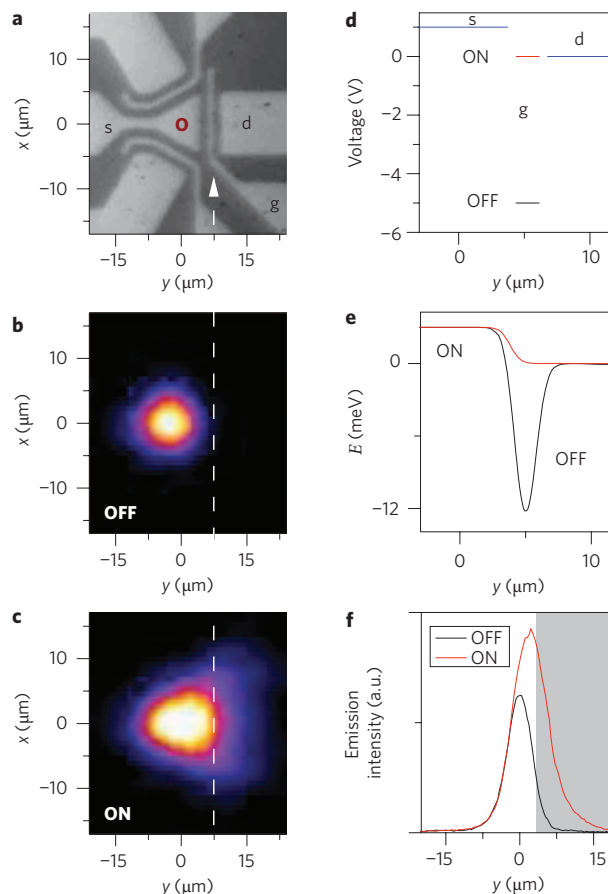 a
10
0
−10
x (μm)
s
O
d
g
−15
0
15
y (μm)
b
10
0
−10
x (μm)
OFF
−15
0
15
y (μm)
c
10
0
−10
x (μm)
ON
−15
0
15
y (μm)
d
s
d
ON
g
OFF
0
−2
−4
−6
Voltage (V)
0
10
y (μm)
e
ON
OFF
0
−12
E (meV)
0
10
y (μm)
f
OFF
ON
Emission
intensity (a.u.)
−15
0
15
y (μm)